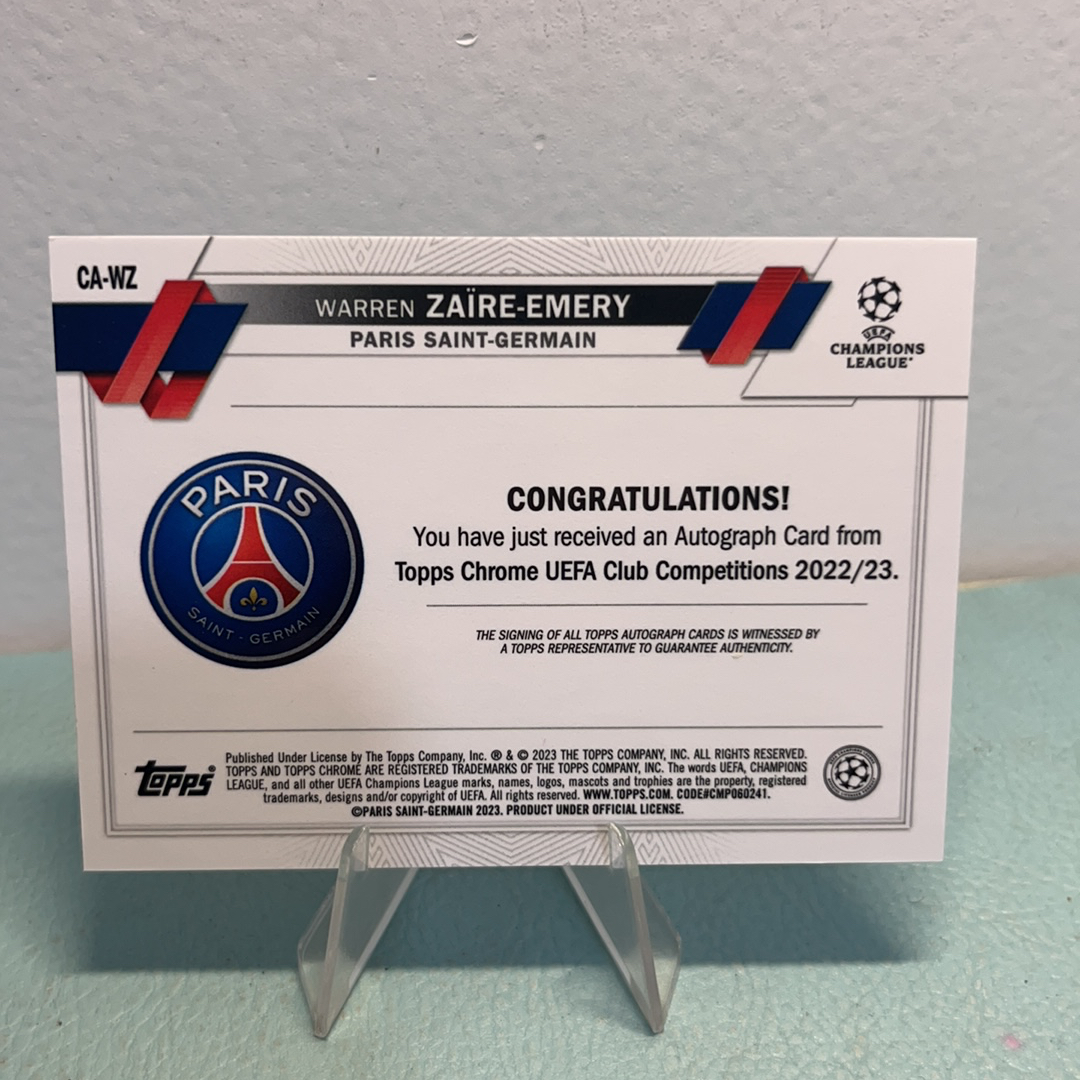 CA-WZ
WARREN ZAÏRE-EMERY
PARIS SAINT-GERMAIN
UEFA
CHAMPIONS
LEAGUE®
PARIS
SAINT-GERMAIN
CONGRATULATIONS!
You have just received an Autograph Card from
Topps Chrome UEFA Club Competitions 2022/23.
THE SIGNING OF ALL TOPPS AUTOGRAPH CARDS IS WITNESSED BY
A TOPPS REPRESENTATIVE TO GUARANTEE AUTHENTICITY.
Topps®
Published Under License by The Topps Company, Inc. ® & © 2023 THE TOPPS COMPANY, INC. ALL RIGHTS RESERVED.
TOPPS AND TOPPS CHROME ARE REGISTERED TRADEMARKS OF THE TOPPS COMPANY, INC. The words UEFA, CHAMPIONS
LEAGUE, and all other UEFA Champions League marks, names, logos, mascots and trophies are the property, registered
trademarks, designs and/or copyright of UEFA. All rights reserved. WWW.TOPPS.COM. CODE#CMP060241.
©PARIS SAINT-GERMAIN 2023. PRODUCT UNDER OFFICIAL LICENSE.